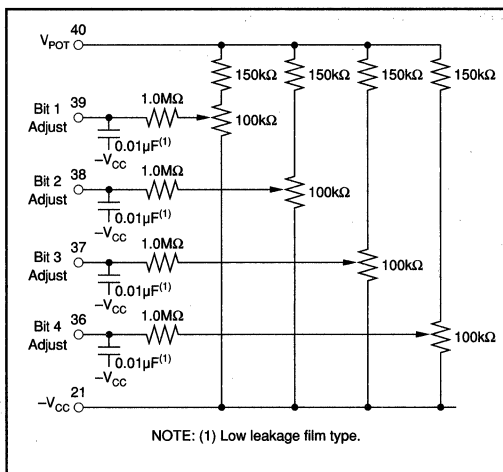 40
V_POT
150kΩ 150kΩ 150kΩ 150kΩ
39
Bit 1
Adjust
1.0MΩ
100kΩ
0.01µF(1)
–V_CC
38
Bit 2
Adjust
1.0MΩ
100kΩ
0.01µF(1)
–V_CC
37
Bit 3
Adjust
1.0MΩ
100kΩ
0.01µF(1)
–V_CC
36
Bit 4
Adjust
1.0MΩ
100kΩ
0.01µF(1)
–V_CC
21
–V_CC
NOTE: (1) Low leakage film type.